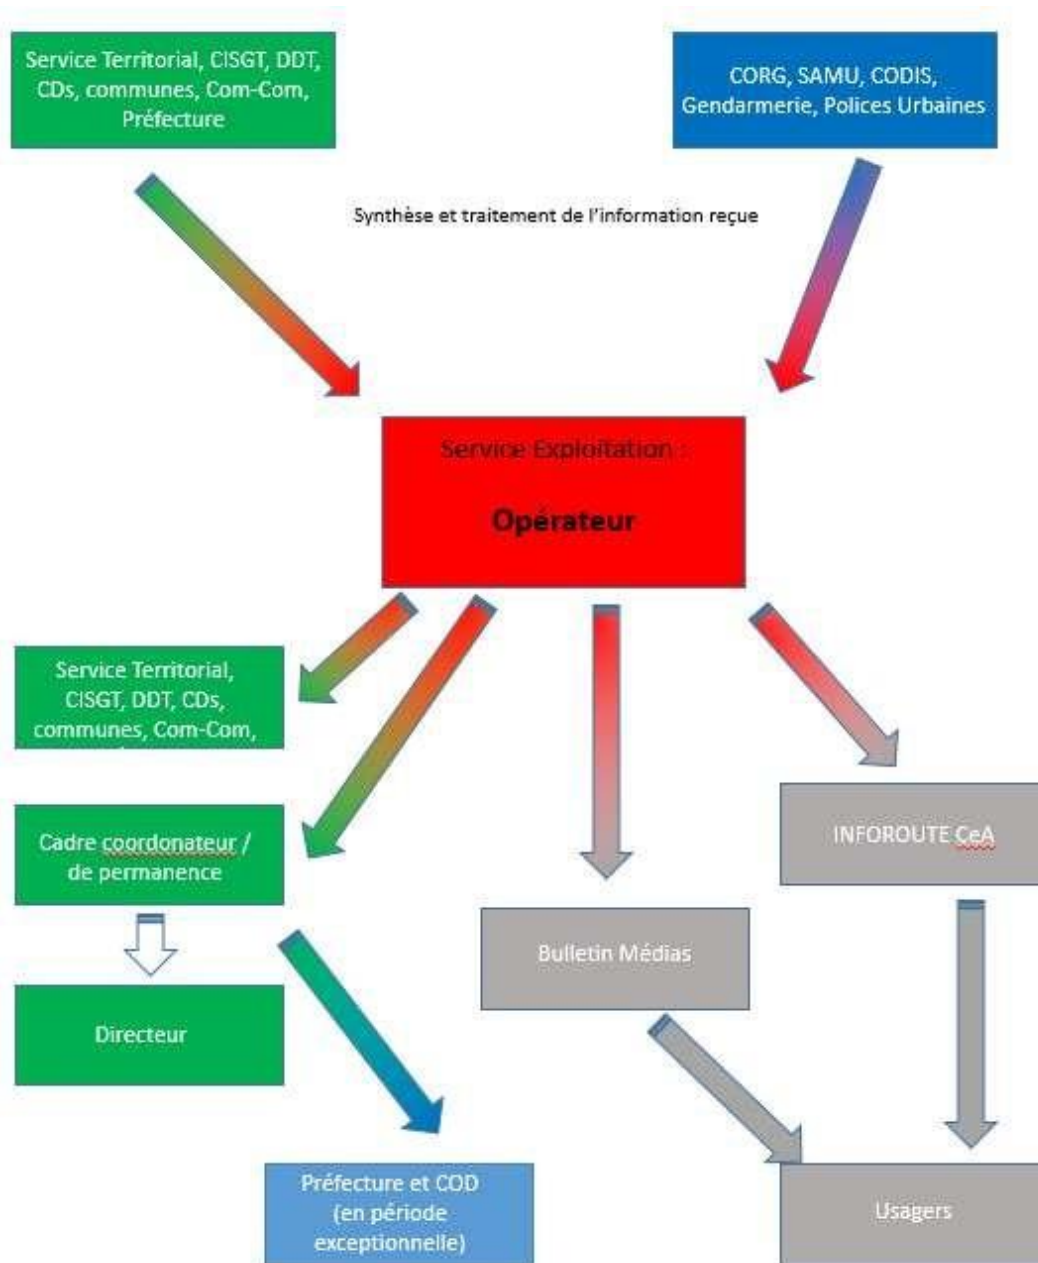 Service Territorial, CISGT, DDT,
CDs, communes, Com-Com,
Préfecture
CORG, SAMU, CODIS,
Gendarmerie, Polices Urbaines
Synthèse et traitement de l'information reçue
Service Exploitation :
Opérateur
Service Territorial,
CISGT, DDT, CDs,
communes, Com-Com,
Cadre coordonateur /
de permanence
INFOROUTE CeA
Bulletin Médias
Directeur
Préfecture et COD
(en période
exceptionnelle)
Usagers